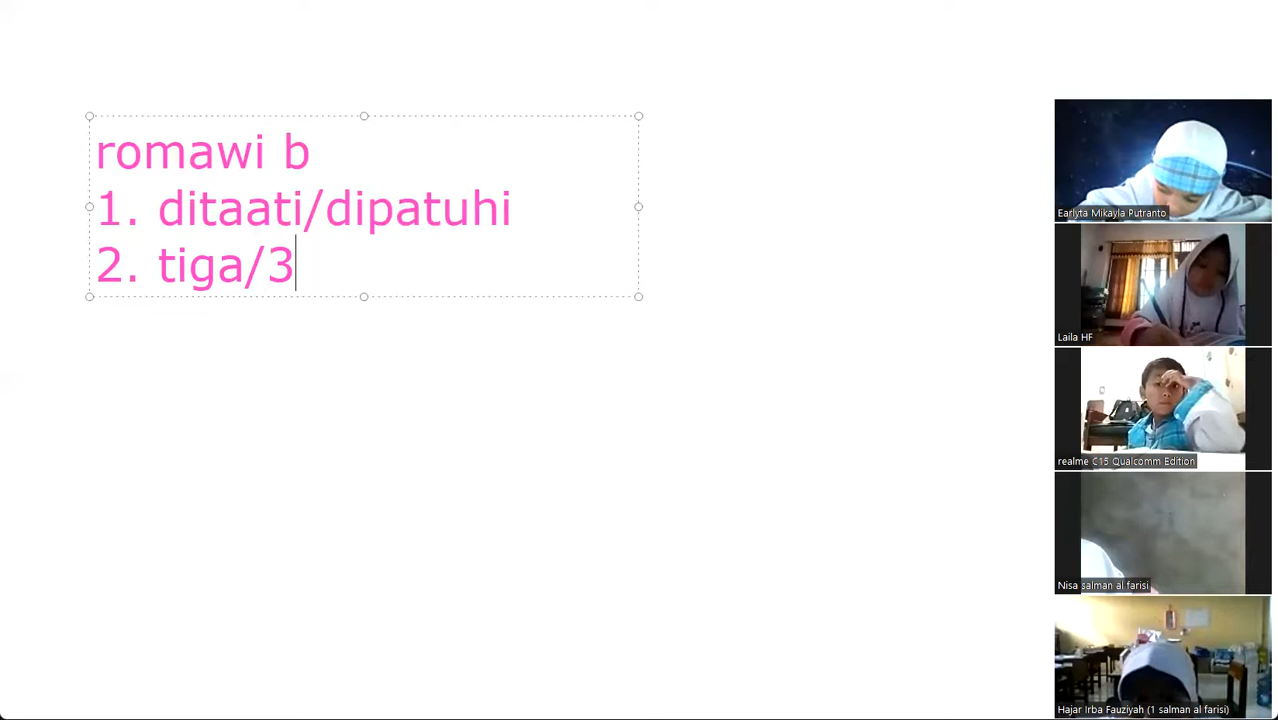 romawi b
1. ditaati/dipatuhi
2. tiga/3
Earlyta Mikayla Putranto
Laila HF
realme C15 Qualcomm Edition
Nisa salman al farisi
Hajar Irba Fauziyah (1 salman al farisi)